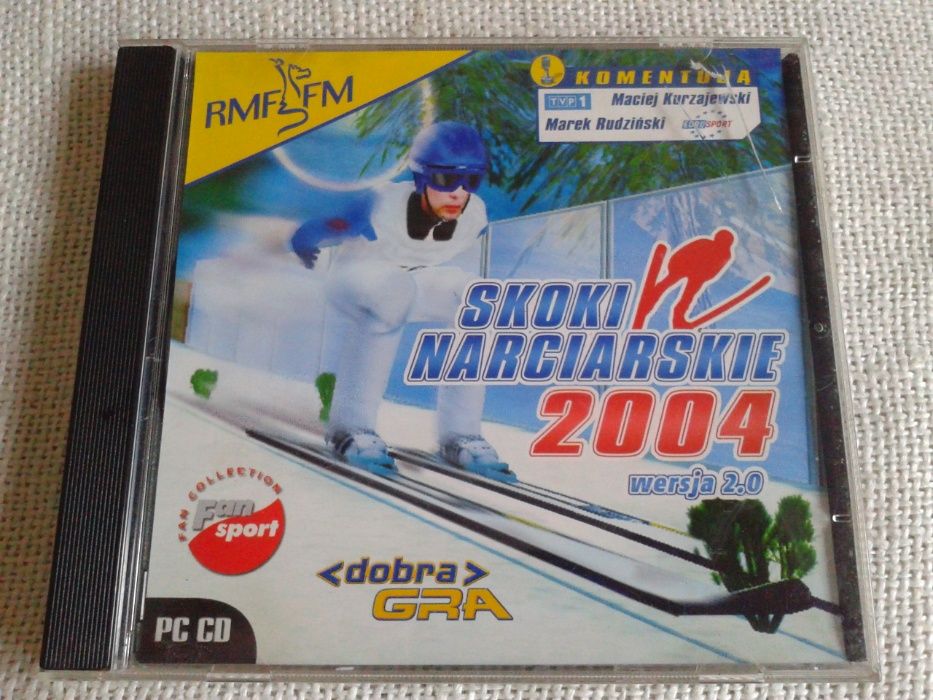 RMF FM
KOMENTUJĄ
TVP1 Maciej Kurzajewski
Marek Rudziński EUROSPORT
SKOKI
NARCIARSKIE
2004
wersja 2.0
FAN COLLECTION
Fan
sport
<dobra>
GRA
PC CD